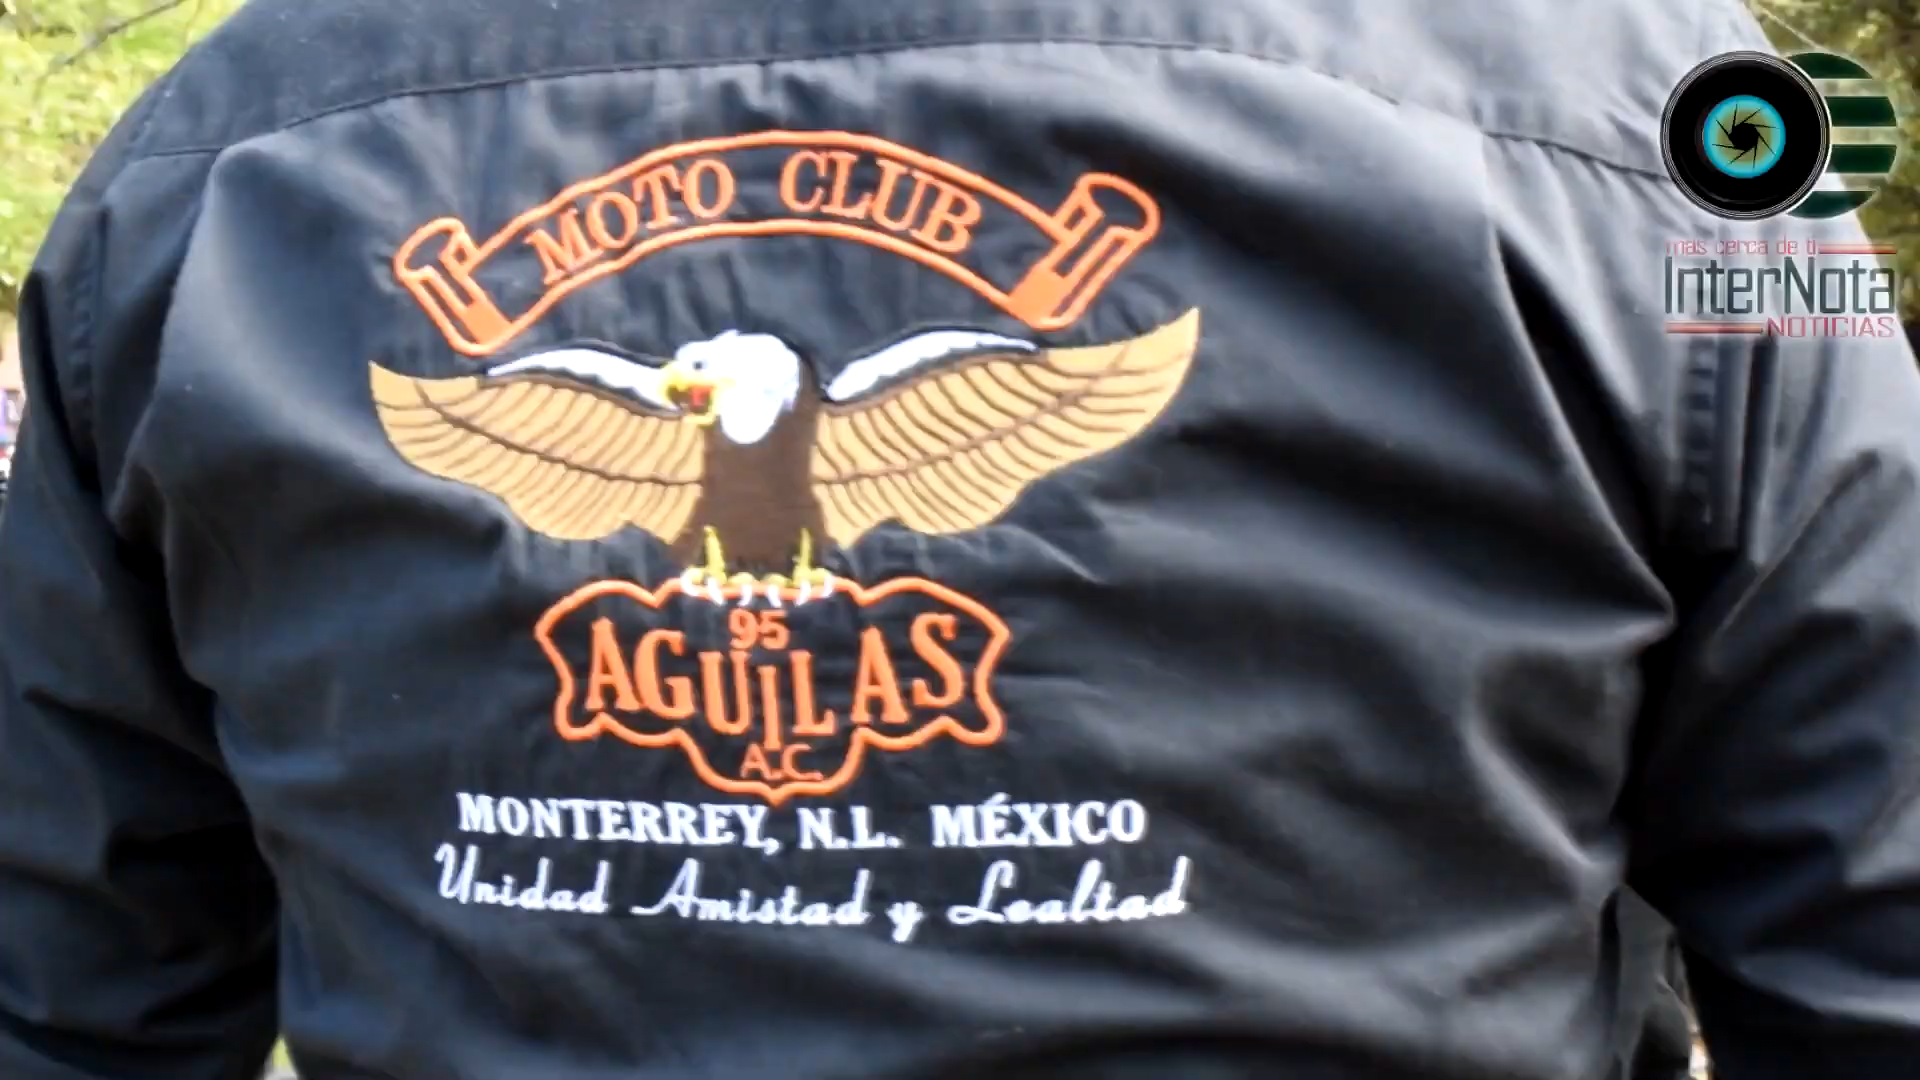 MOTO CLUB
95
AGUILAS
A.C.
MONTERREY, N.L. MÉXICO
Unidad Amistad y Lealtad
mas cerca de ti
InterNota
NOTICIAS